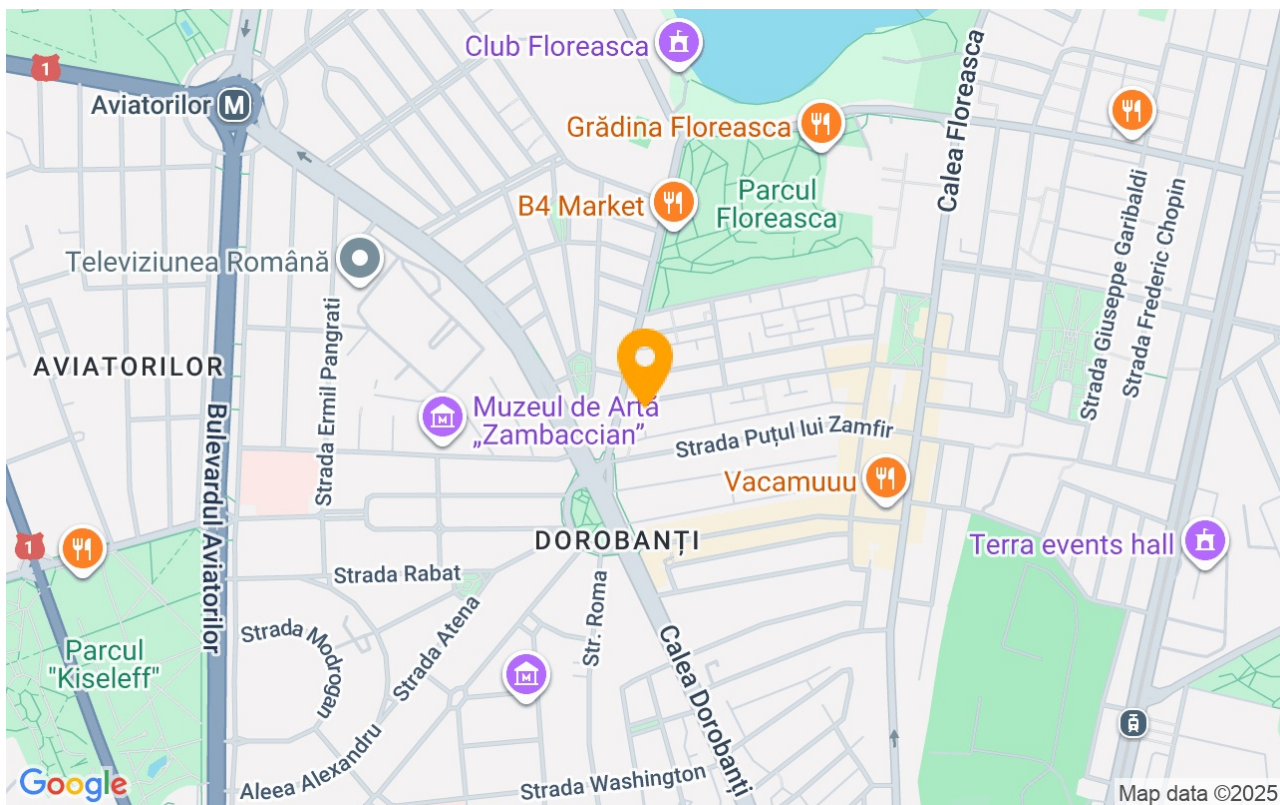 Club Floreasca
1
Aviatorilor
M
Calea Floreasca
Grădina Floreasca
Parcul
Floreasca
B4 Market
Televiziunea Română
Strada Giuseppe Garibaldi
Strada Frederic Chopin
Strada Ermil Pangrati
AVIATORILOR
Bulevardul Aviatorilor
Muzeul de Artă
„Zambaccian”
Strada Puțul lui Zamfir
Vacamuuu
DOROBANȚI
Terra events hall
1
Strada Rabat
Strada Atena
Str. Roma
Strada Modrogan
Parcul
"Kiseleff"
Calea Dorobanți
Aleea Alexandru
Strada Washington
Google
Map data ©2025